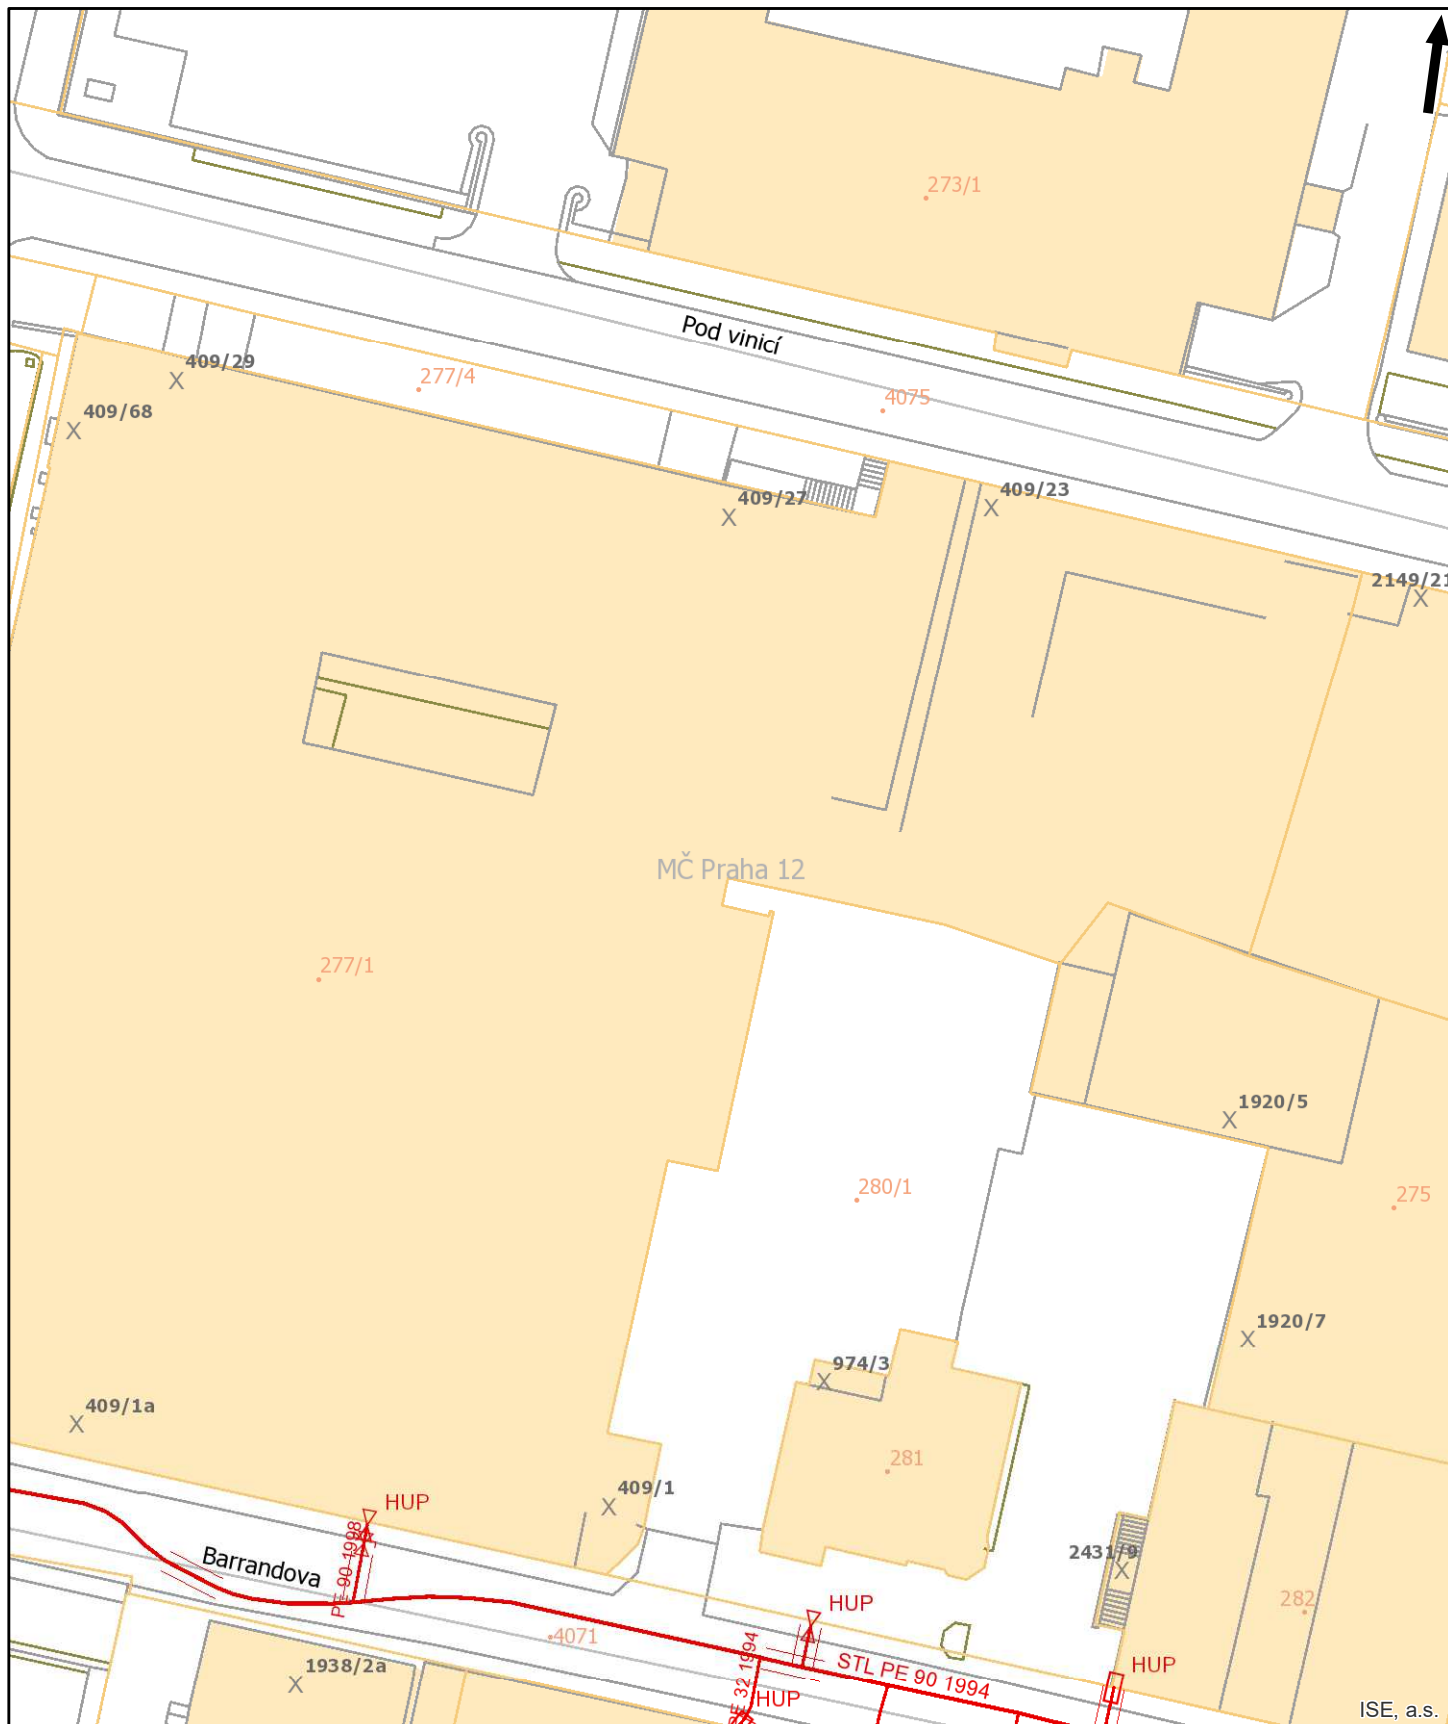 273/1
Pod vinicí
409/29
277/4
4075
409/68
409/27
409/23
2149/21
MČ Praha 12
277/1
1920/5
280/1
275
1920/7
974/3
409/1a
281
409/1
HUP
PE 90 1998
Barrandova
2431/9
282
HUP
4071
PE 32 1994
STL PE 90 1994
1938/2a
HUP
HUP
ISE, a.s.